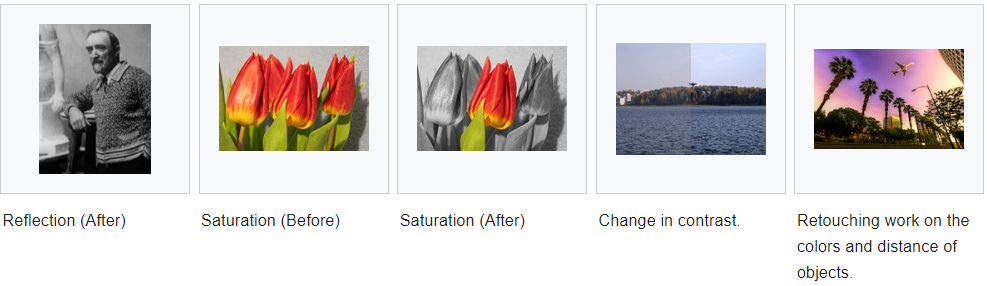 Reflection (After)
Saturation (Before)
Saturation (After)
Change in contrast.
Retouching work on the
colors and distance of
objects.